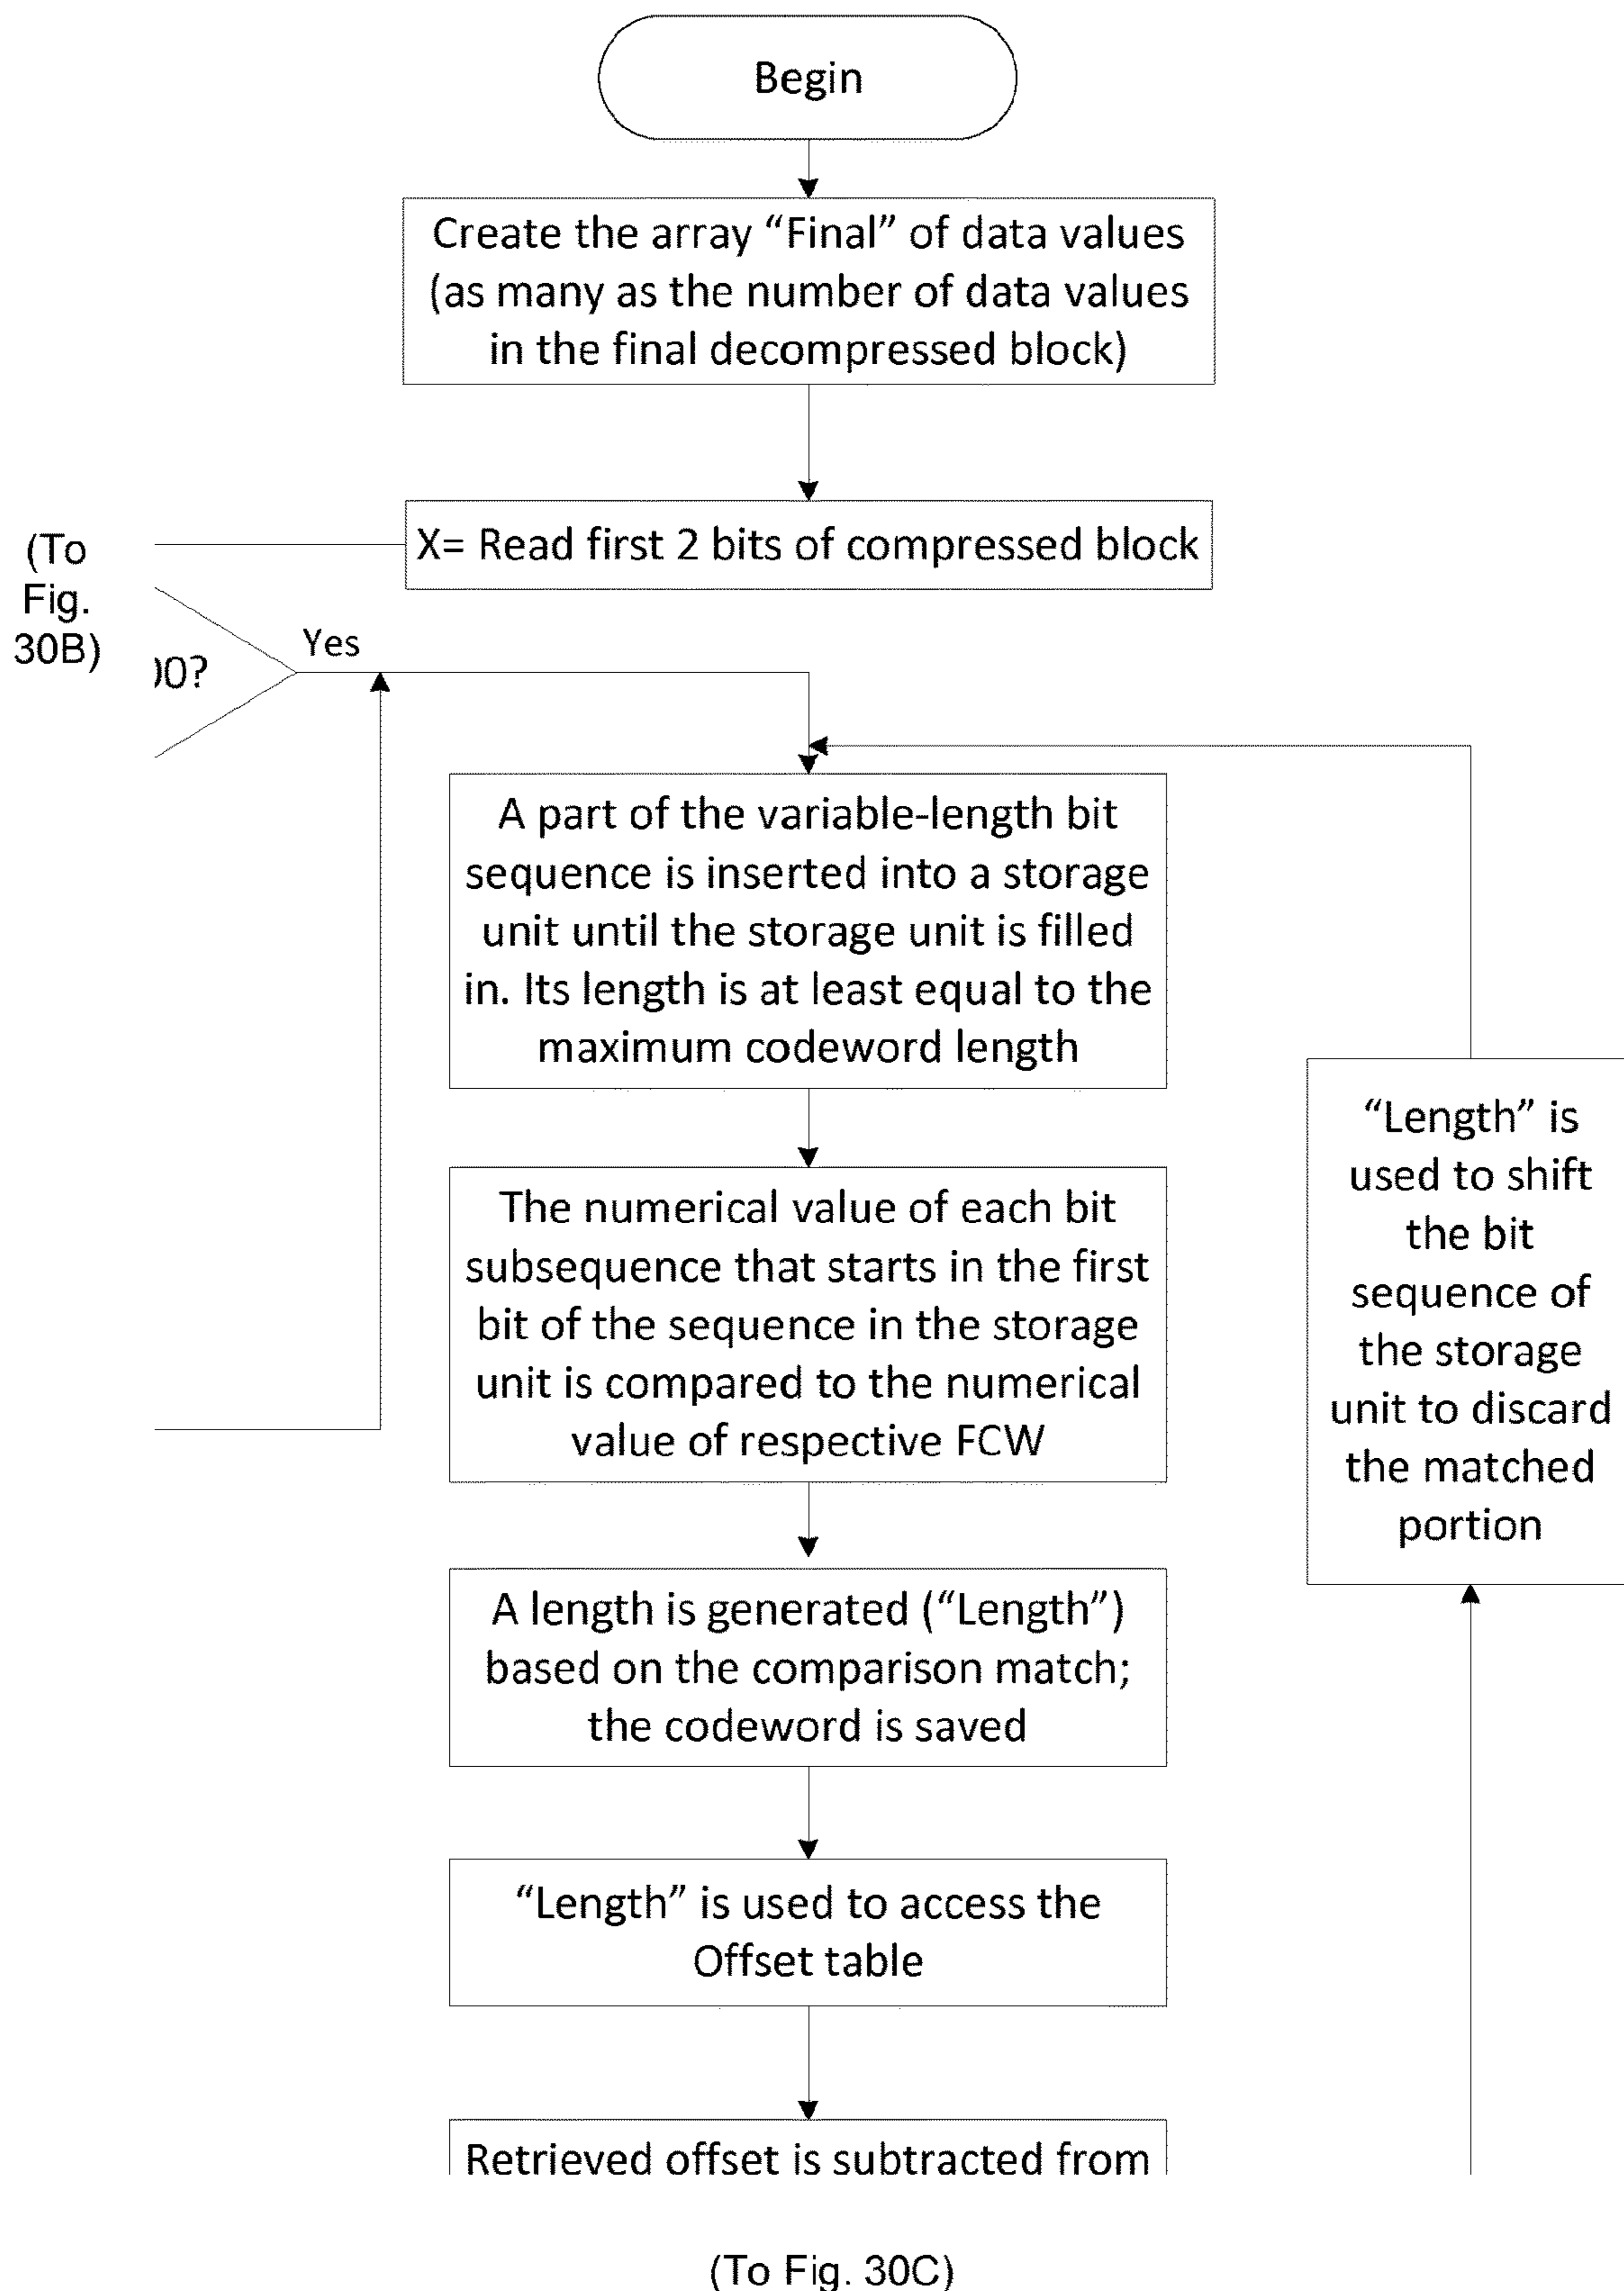 Begin
Create the array “Final” of data values
(as many as the number of data values
in the final decompressed block)
X= Read first 2 bits of compressed block
(To
Fig.
30B)
Yes
00?
A part of the variable-length bit
sequence is inserted into a storage
unit until the storage unit is filled
in. Its length is at least equal to the
maximum codeword length
The numerical value of each bit
subsequence that starts in the first
bit of the sequence in the storage
unit is compared to the numerical
value of respective FCW
A length is generated (“Length”)
based on the comparison match;
the codeword is saved
“Length” is used to access the
Offset table
Retrieved offset is subtracted from
“Length” is
used to shift
the bit
sequence of
the storage
unit to discard
the matched
portion
(To Fig. 30C)